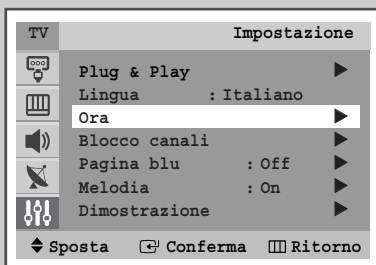 TV Impostazione
Plug & Play
Lingua : Italiano
Ora
Blocco canali
Pagina blu : Off
Melodia : On
Dimostrazione
Sposta Conferma Ritorno